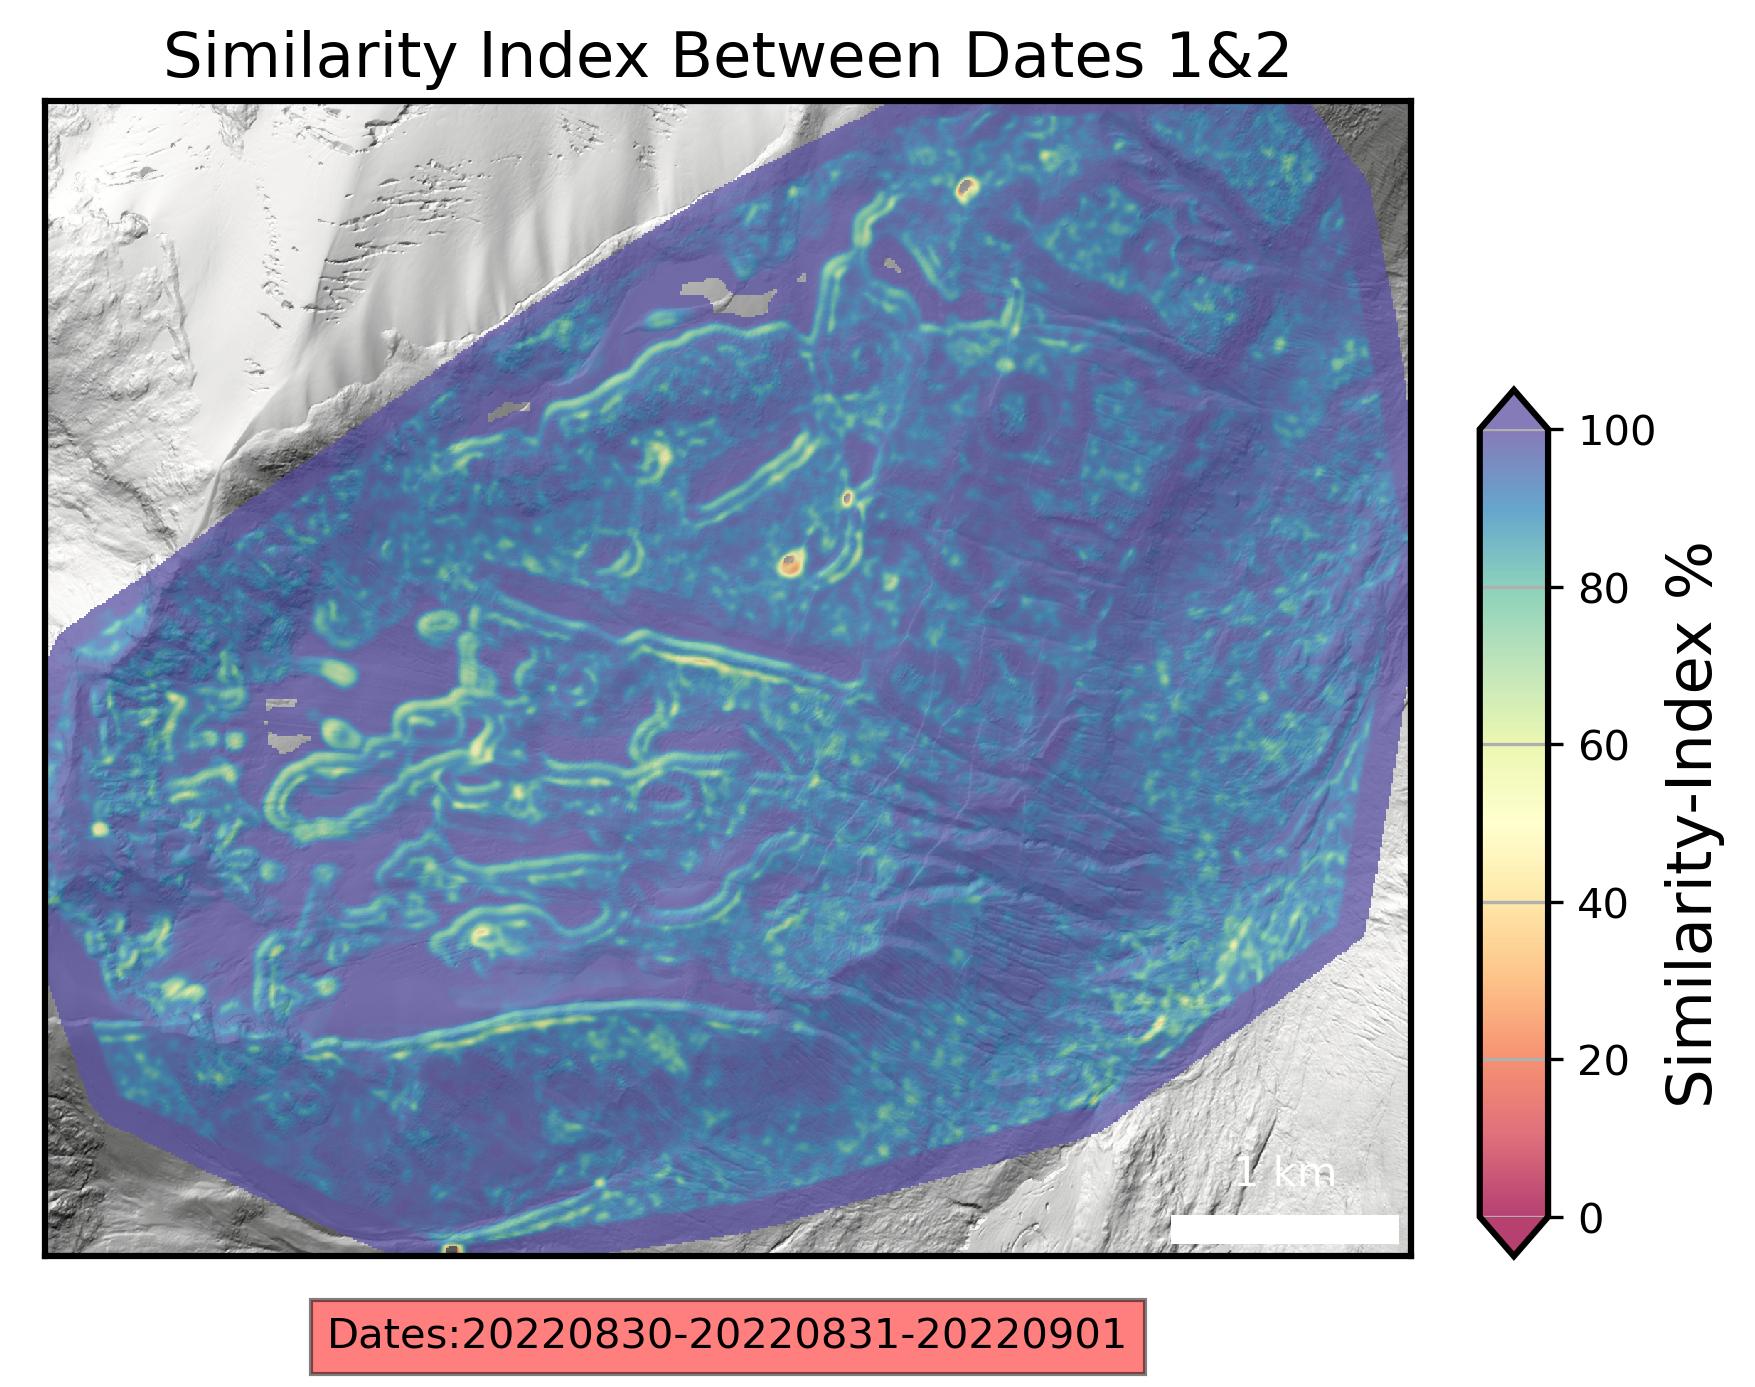 Similarity Index Between Dates 1&2
100
80
60
40
20
0
Similarity-Index %
1 km
Dates:20220830-20220831-20220901